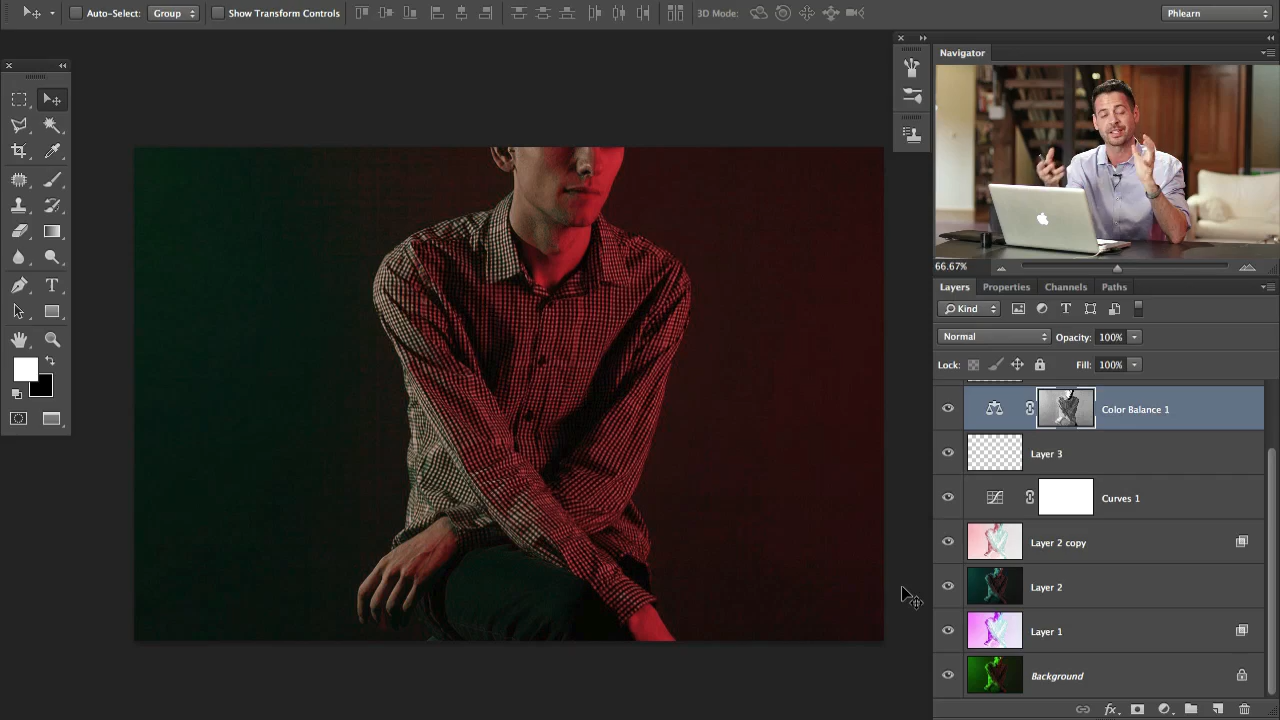 Auto-Select: Group Show Transform Controls 3D Mode: Phlearn
Navigator
66.67%
Layers Properties Channels Paths
Kind
Normal Opacity: 100%
Lock: Fill: 100%
Color Balance 1
Layer 3
Curves 1
Layer 2 copy
Layer 2
Layer 1
Background
fx